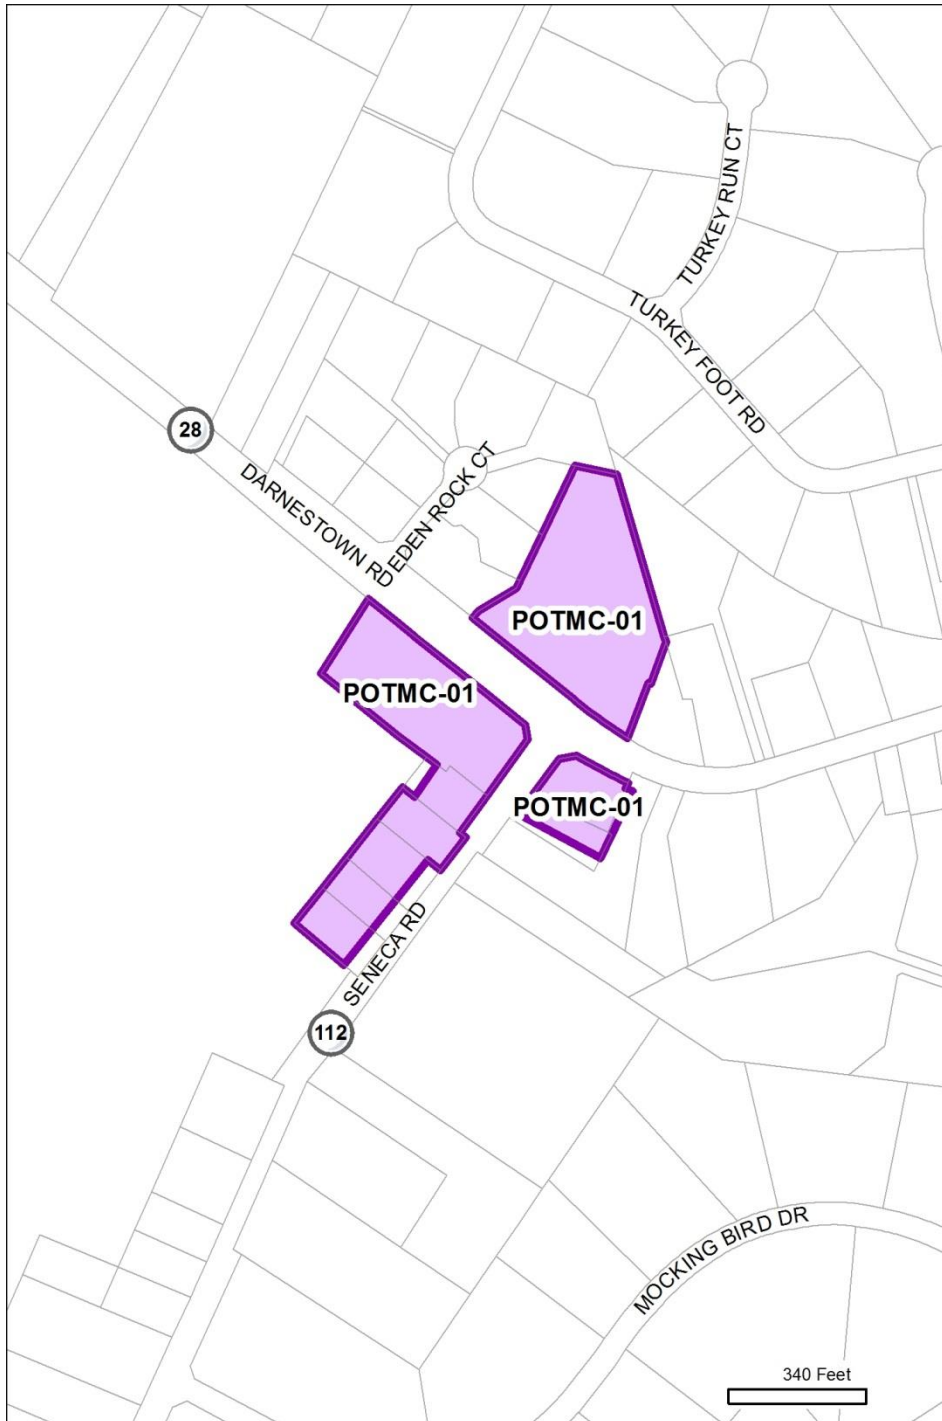 TURKEY RUN CT
TURKEY FOOT RD
28
DARNESTOWN RD
EDEN ROCK CT
POTMC-01
POTMC-01
POTMC-01
SENECA RD
112
MOCKING BIRD DR
340 Feet